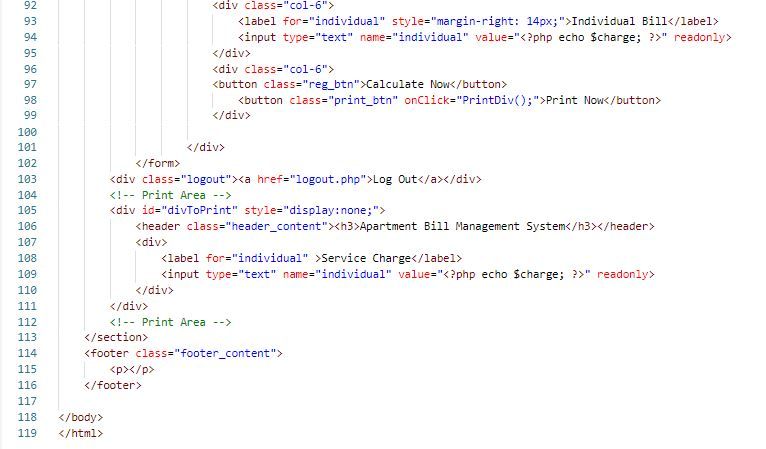 92 <div class="col-6">
93 <label for="individual" style="margin-right: 14px;">Individual Bill</label>
94 <input type="text" name="individual" value="<?php echo $charge; ?>" readonly>
95 </div>
96 <div class="col-6">
97 <button class="reg_btn">Calculate Now</button>
98 <button class="print_btn" onClick="PrintDiv();">Print Now</button>
99 </div>
100
101 </div>
102 </form>
103 <div class="logout"><a href="logout.php">Log Out</a></div>
104 <!-- Print Area -->
105 <div id="divToPrint" style="display:none;">
106 <header class="header_content"><h3>Apartment Bill Management System</h3></header>
107 <div>
108 <label for="individual" >Service Charge</label>
109 <input type="text" name="individual" value="<?php echo $charge; ?>" readonly>
110 </div>
111 </div>
112 <!-- Print Area -->
113 </section>
114 <footer class="footer_content">
115 <p></p>
116 </footer>
117
118 </body>
119 </html>